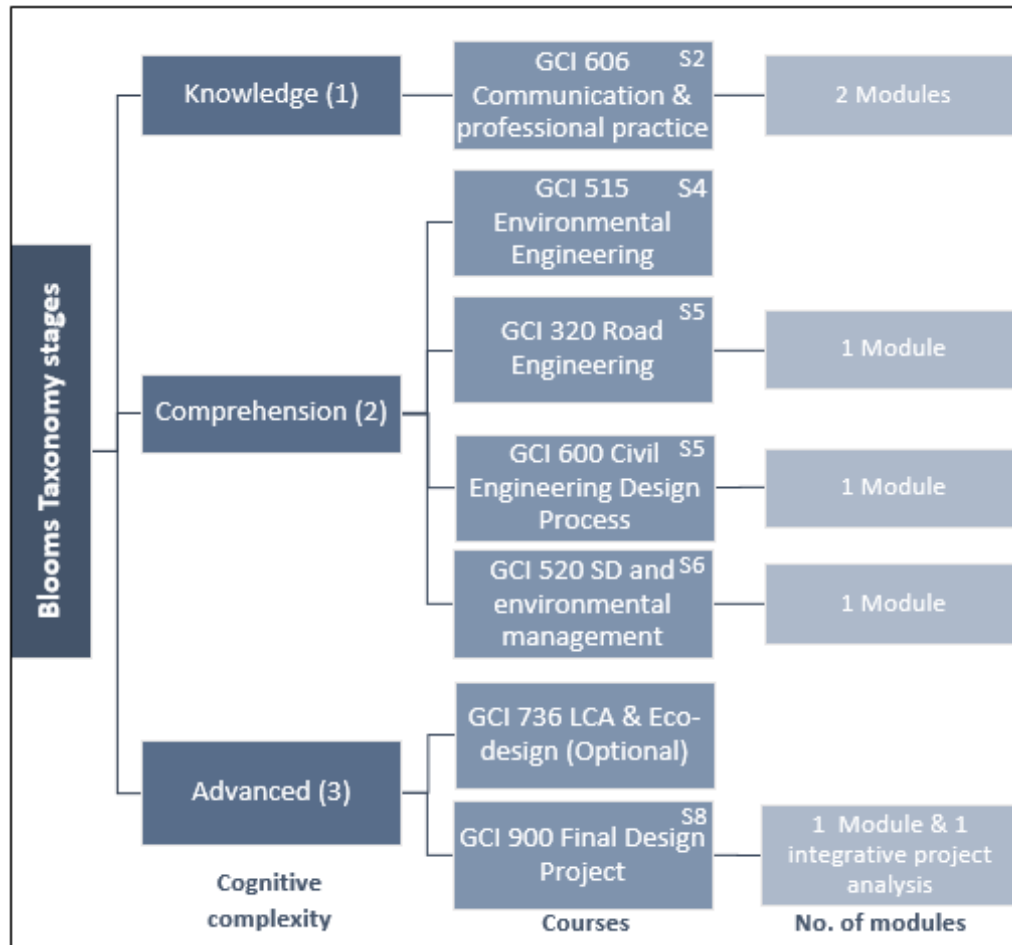 Blooms Taxonomy stages
Knowledge (1)
GCI 606 S2
Communication &
professional practice
2 Modules
GCI 515 S4
Environmental
Engineering
Comprehension (2)
S5
GCI 320 Road
Engineering
1 Module
GCI 600 Civil S5
Engineering Design
Process
1 Module
GCI 520 SD and S6
environmental
management
1 Module
Advanced (3)
GCI 736 LCA & Eco-
design (Optional)
S8
GCI 900 Final Design
Project
1 Module & 1
integrative project
analysis
Cognitive
complexity
Courses
No. of modules